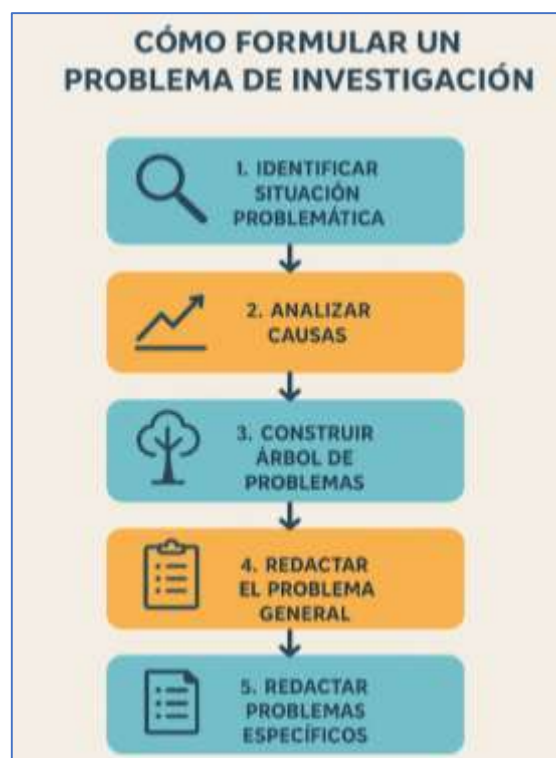 CÓMO FORMULAR UN
PROBLEMA DE INVESTIGACIÓN
1. IDENTIFICAR
SITUACIÓN
PROBLEMÁTICA
2. ANALIZAR
CAUSAS
3. CONSTRUIR
ÁRBOL DE
PROBLEMAS
4. REDACTAR
EL PROBLEMA
GENERAL
5. REDACTAR
PROBLEMAS
ESPECÍFICOS